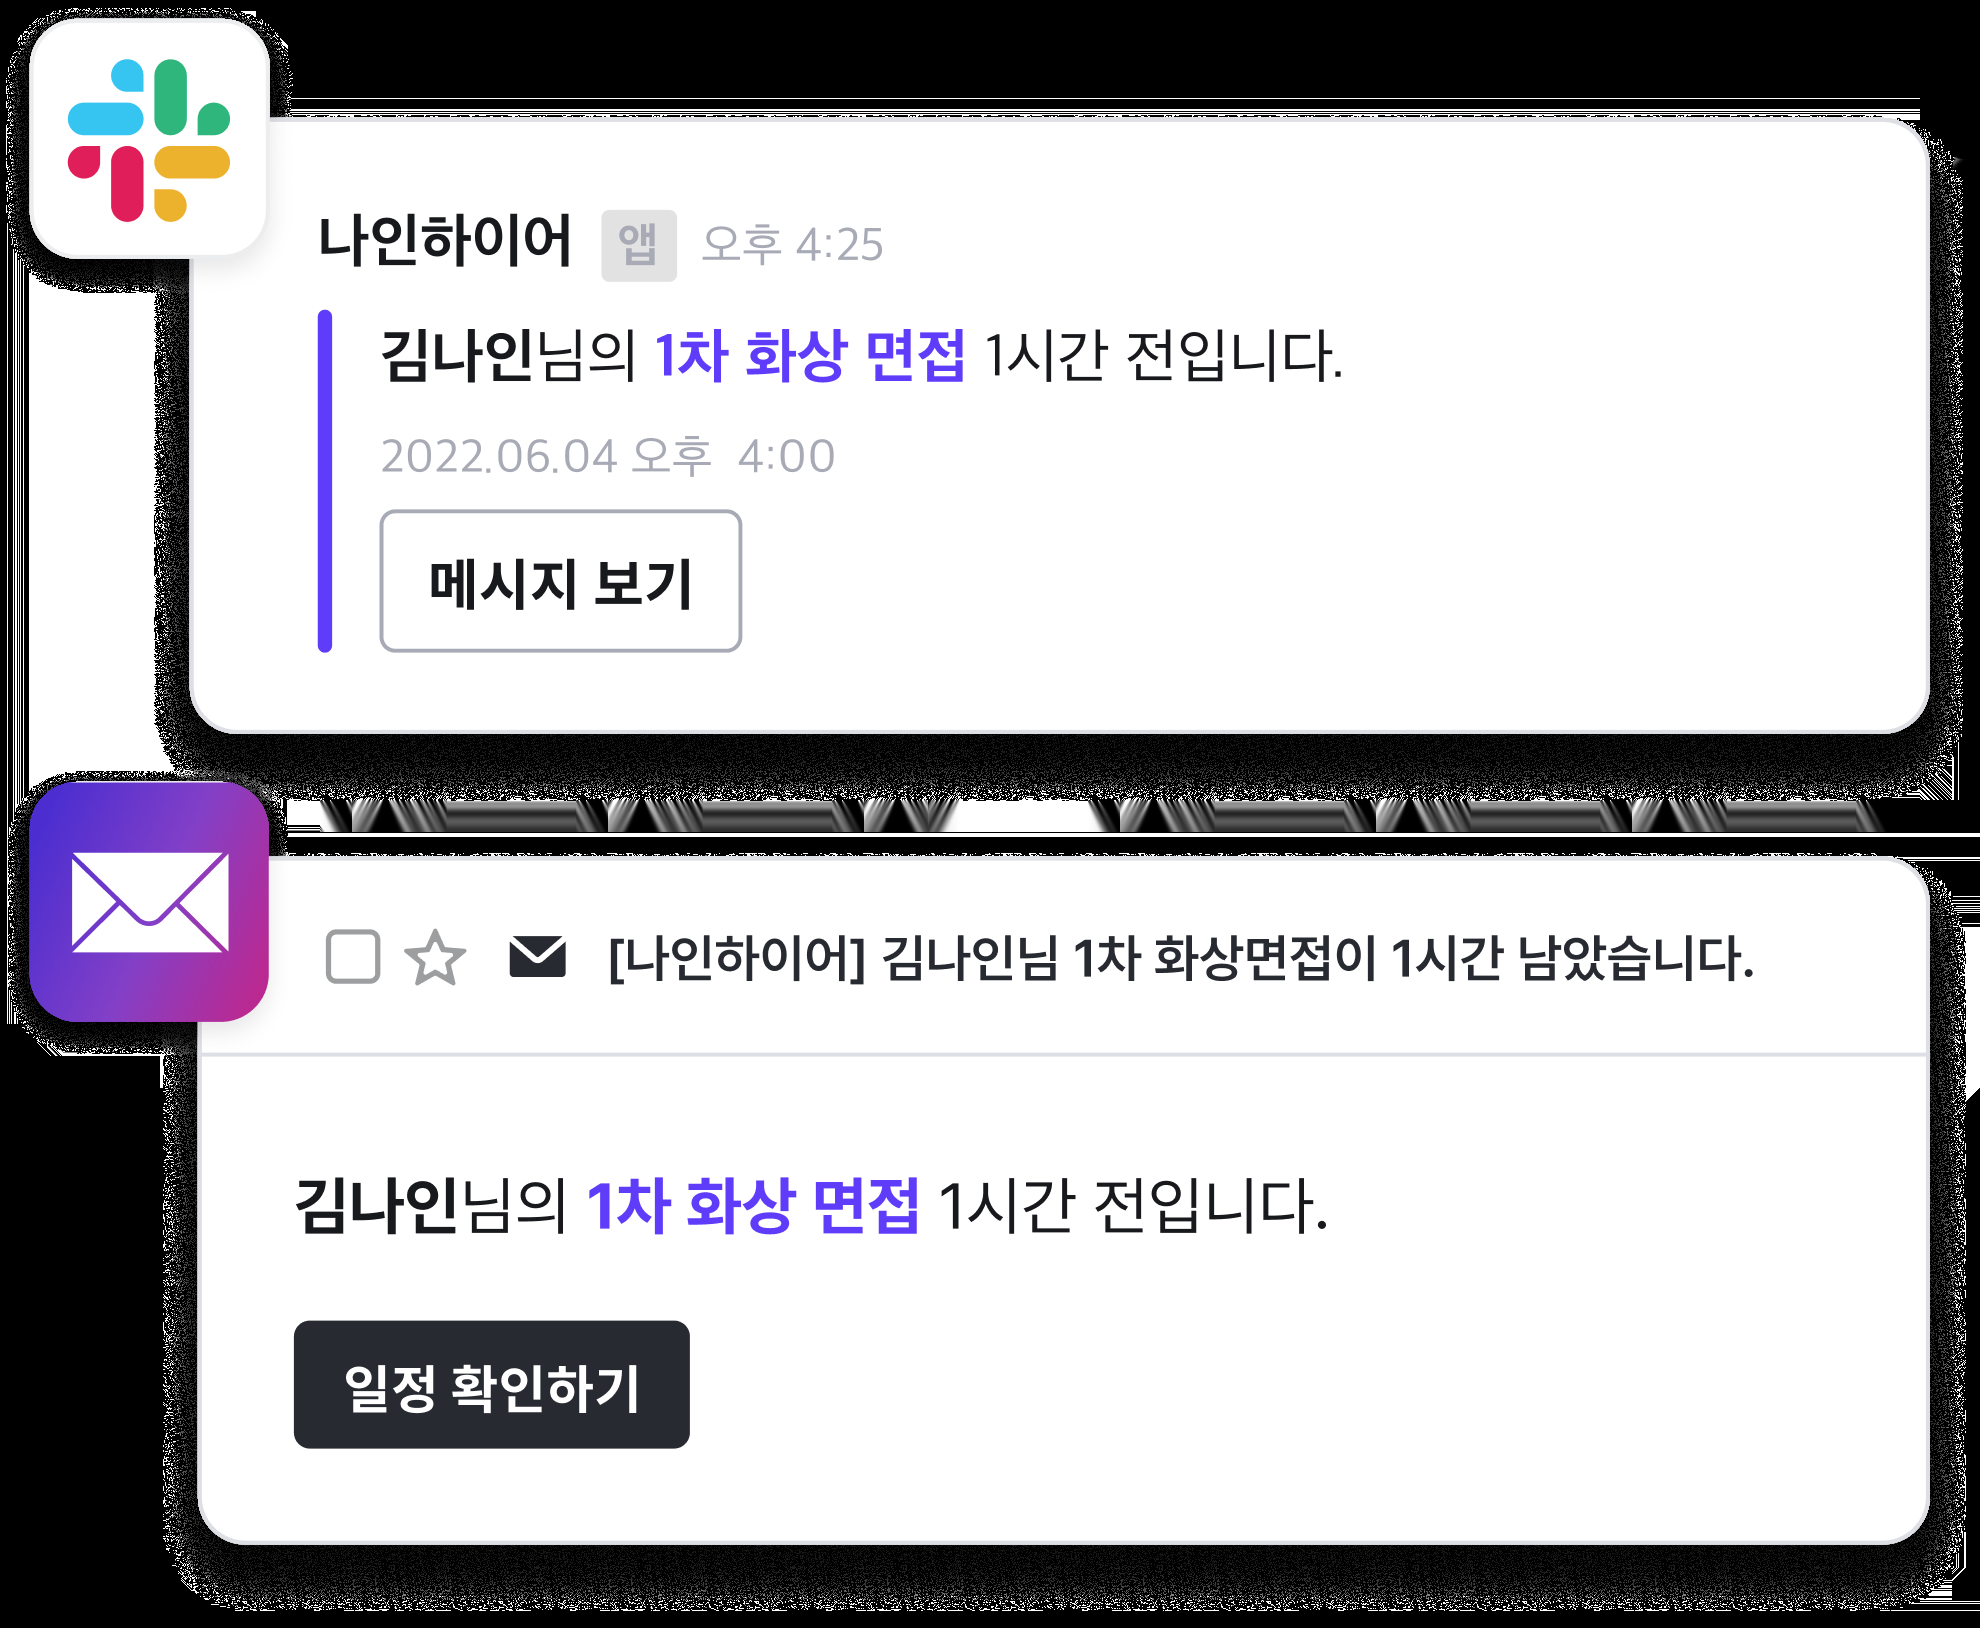 나인하이어 앱 오후 4:25
김나인님의 1차 화상 면접 1시간 전입니다.
2022.06.04 오후 4:00
메시지 보기
[나인하이어] 김나인님 1차 화상면접이 1시간 남았습니다.
김나인님의 1차 화상 면접 1시간 전입니다.
일정 확인하기